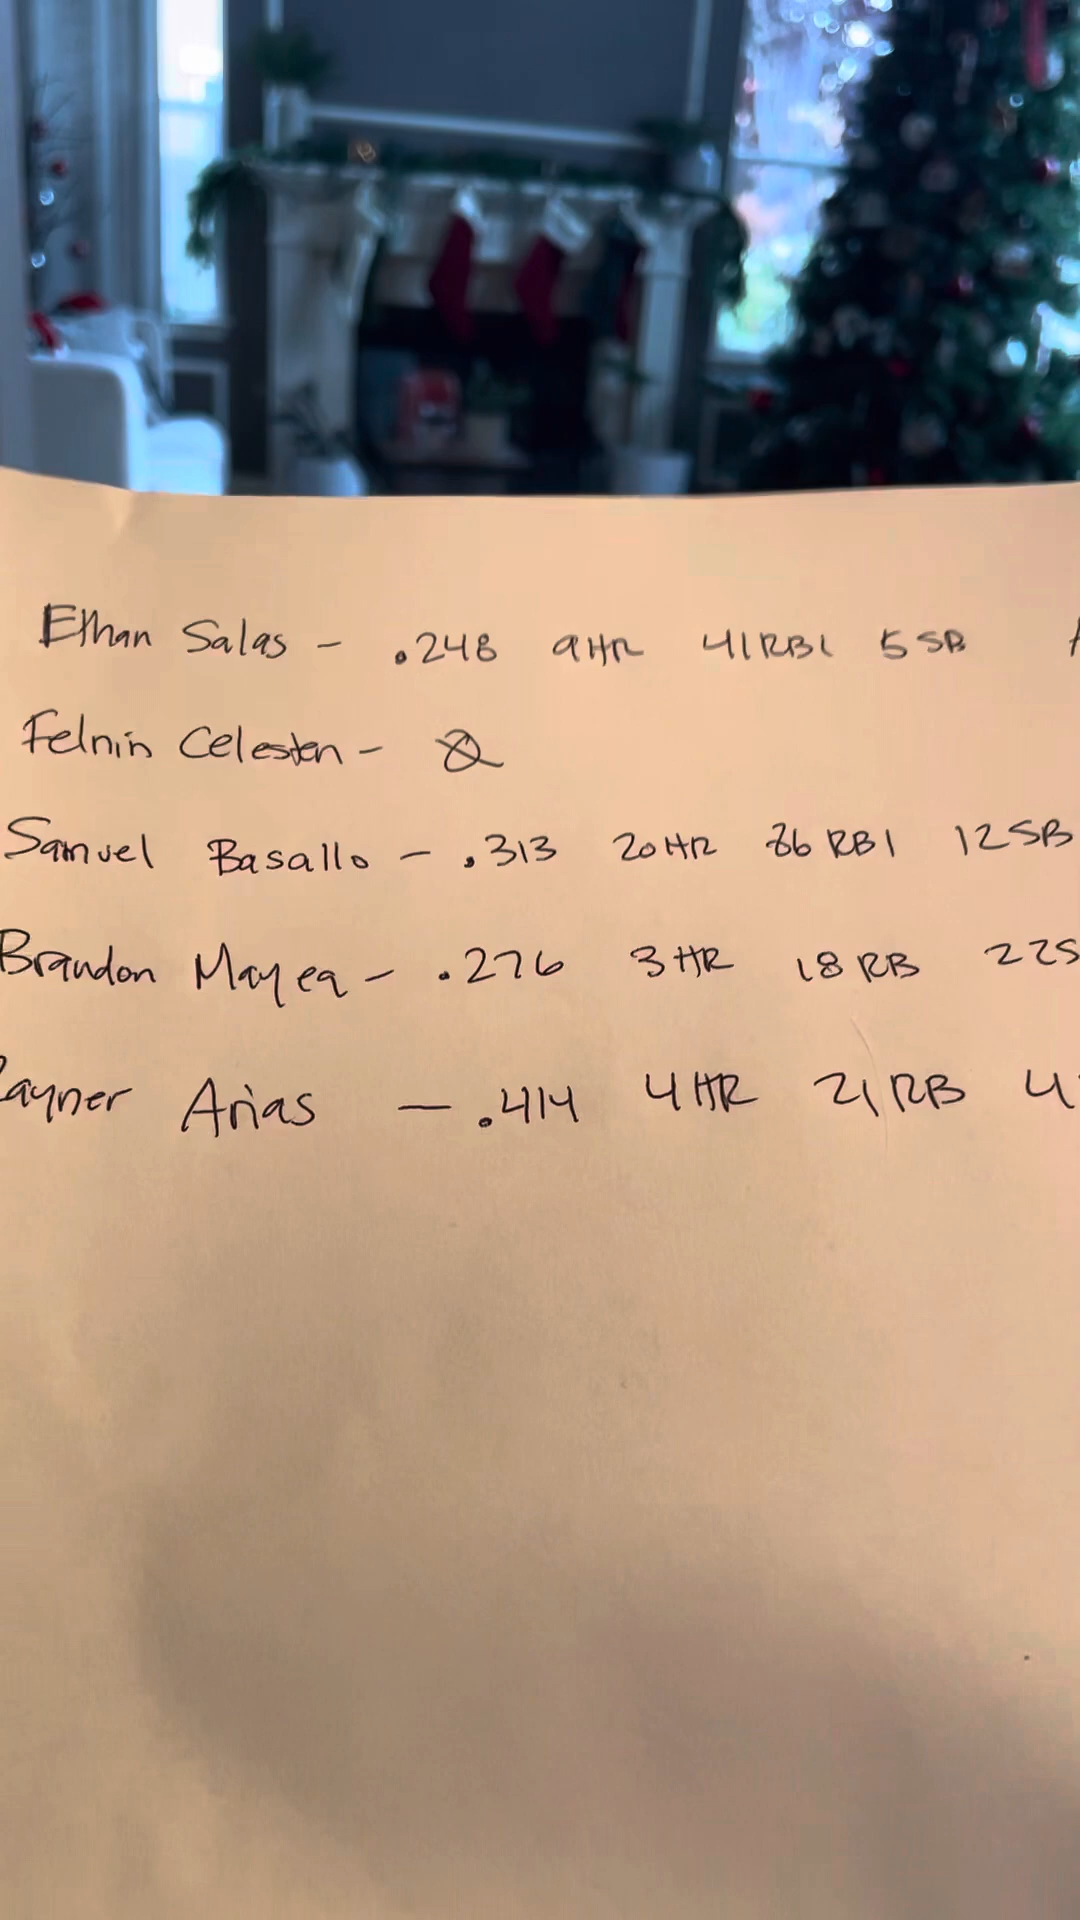 Ethan Salas - .248 9HR 41RBI 5SB
Felnin Celesten - Ø
Samuel Basallo - .313 20HR 86RBI 12SB
Brandon Mayea - .276 3HR 18RB 22S
Rayner Arias - .414 4HR 21RB 4